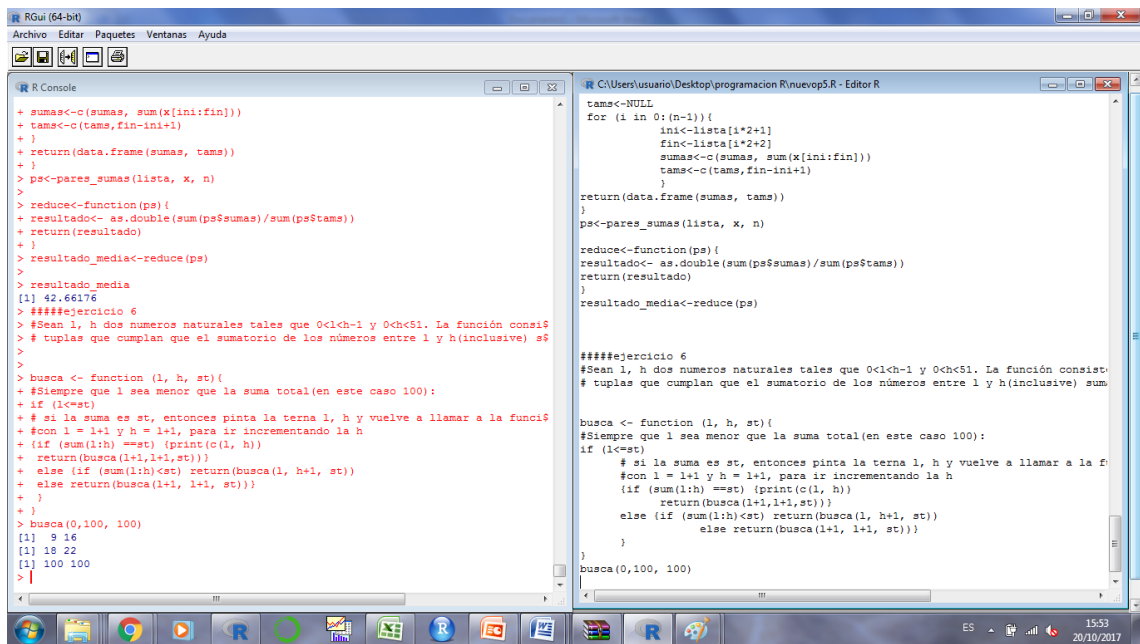 RGui (64-bit)
Archivo Editar Paquetes Ventanas Ayuda
R Console
+ sumas<-c(sumas, sum(x[ini:fin]))
+ tams<-c(tams,fin-ini+1)
+ }
+ return(data.frame(sumas, tams))
+ }
> ps<-pares_sumas(lista, x, n)
>
> reduce<-function(ps){
+ resultado<- as.double(sum(ps$sumas)/sum(ps$tams))
+ return(resultado)
+ }
> resultado_media<-reduce(ps)
>
> resultado_media
[1] 42.66176
> #####ejercicio 6
> #Sean l, h dos numeros naturales tales que 0<l<h-1 y 0<h<51. La función consi$
> # tuplas que cumplan que el sumatorio de los números entre l y h(inclusive) s$
>
>
> busca <- function (l, h, st){
+ #Siempre que l sea menor que la suma total(en este caso 100):
+ if (l<=st)
+ # si la suma es st, entonces pinta la terna l, h y vuelve a llamar a la funci$
+ #con l = l+1 y h = l+1, para ir incrementando la h
+ {if (sum(l:h) ==st) {print(c(l, h))
+ return(busca(l+1,l+1,st))}
+ else {if (sum(l:h)<st) return(busca(l, h+1, st))
+ else return(busca(l+1, l+1, st))}
+ }
+ }
> busca(0,100, 100)
[1] 9 16
[1] 18 22
[1] 100 100
>
C:\Users\usuario\Desktop\programacion R\nuevop5.R - Editor R
tams<-NULL
for (i in 0:(n-1)){
ini<-lista[i*2+1]
fin<-lista[i*2+2]
sumas<-c(sumas, sum(x[ini:fin]))
tams<-c(tams,fin-ini+1)
}
return(data.frame(sumas, tams))
}
ps<-pares_sumas(lista, x, n)
reduce<-function(ps){
resultado<- as.double(sum(ps$sumas)/sum(ps$tams))
return(resultado)
}
resultado_media<-reduce(ps)
#####ejercicio 6
#Sean l, h dos numeros naturales tales que 0<l<h-1 y 0<h<51. La función consist
# tuplas que cumplan que el sumatorio de los números entre l y h(inclusive) sum
busca <- function (l, h, st){
#Siempre que l sea menor que la suma total(en este caso 100):
if (l<=st)
# si la suma es st, entonces pinta la terna l, h y vuelve a llamar a la f
#con l = l+1 y h = l+1, para ir incrementando la h
{if (sum(l:h) ==st) {print(c(l, h))
return(busca(l+1,l+1,st))}
else {if (sum(l:h)<st) return(busca(l, h+1, st))
else return(busca(l+1, l+1, st))}
}
}
busca(0,100, 100)
ES
15:53
20/10/2017